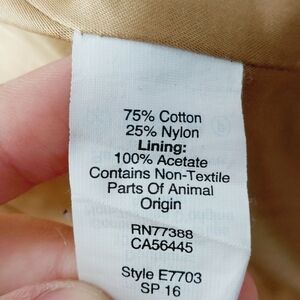 75% Cotton
25% Nylon
Lining:
100% Acetate
Contains Non-Textile
Parts Of Animal
Origin
RN77388
CA56445
Style E7703
SP 16